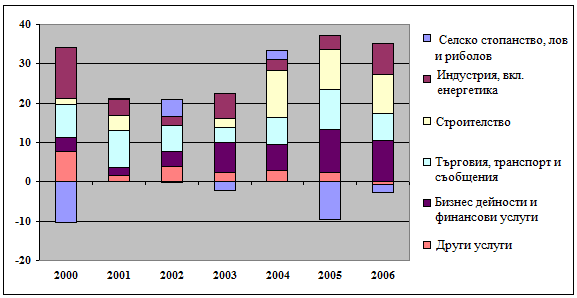 40
30
20
10
0
-10
-20
2000 2001 2002 2003 2004 2005 2006
Селско стопанство, лов
и риболов
Индустрия, вкл.
енергетика
Строителство
Търговия, транспорт и
съобщения
Бизнес дейности и
финансови услуги
Други услуги